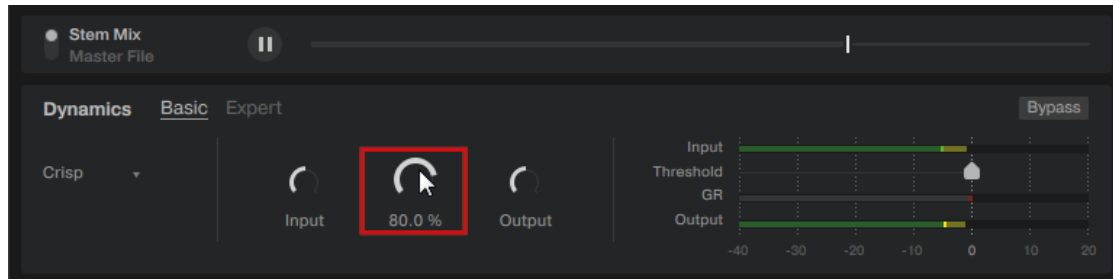 Stem Mix
Master File
Dynamics Basic Expert Bypass
Crisp
Input 80.0 % Output
Input
Threshold
GR
Output
-40 -30 -20 -10 0 10 20